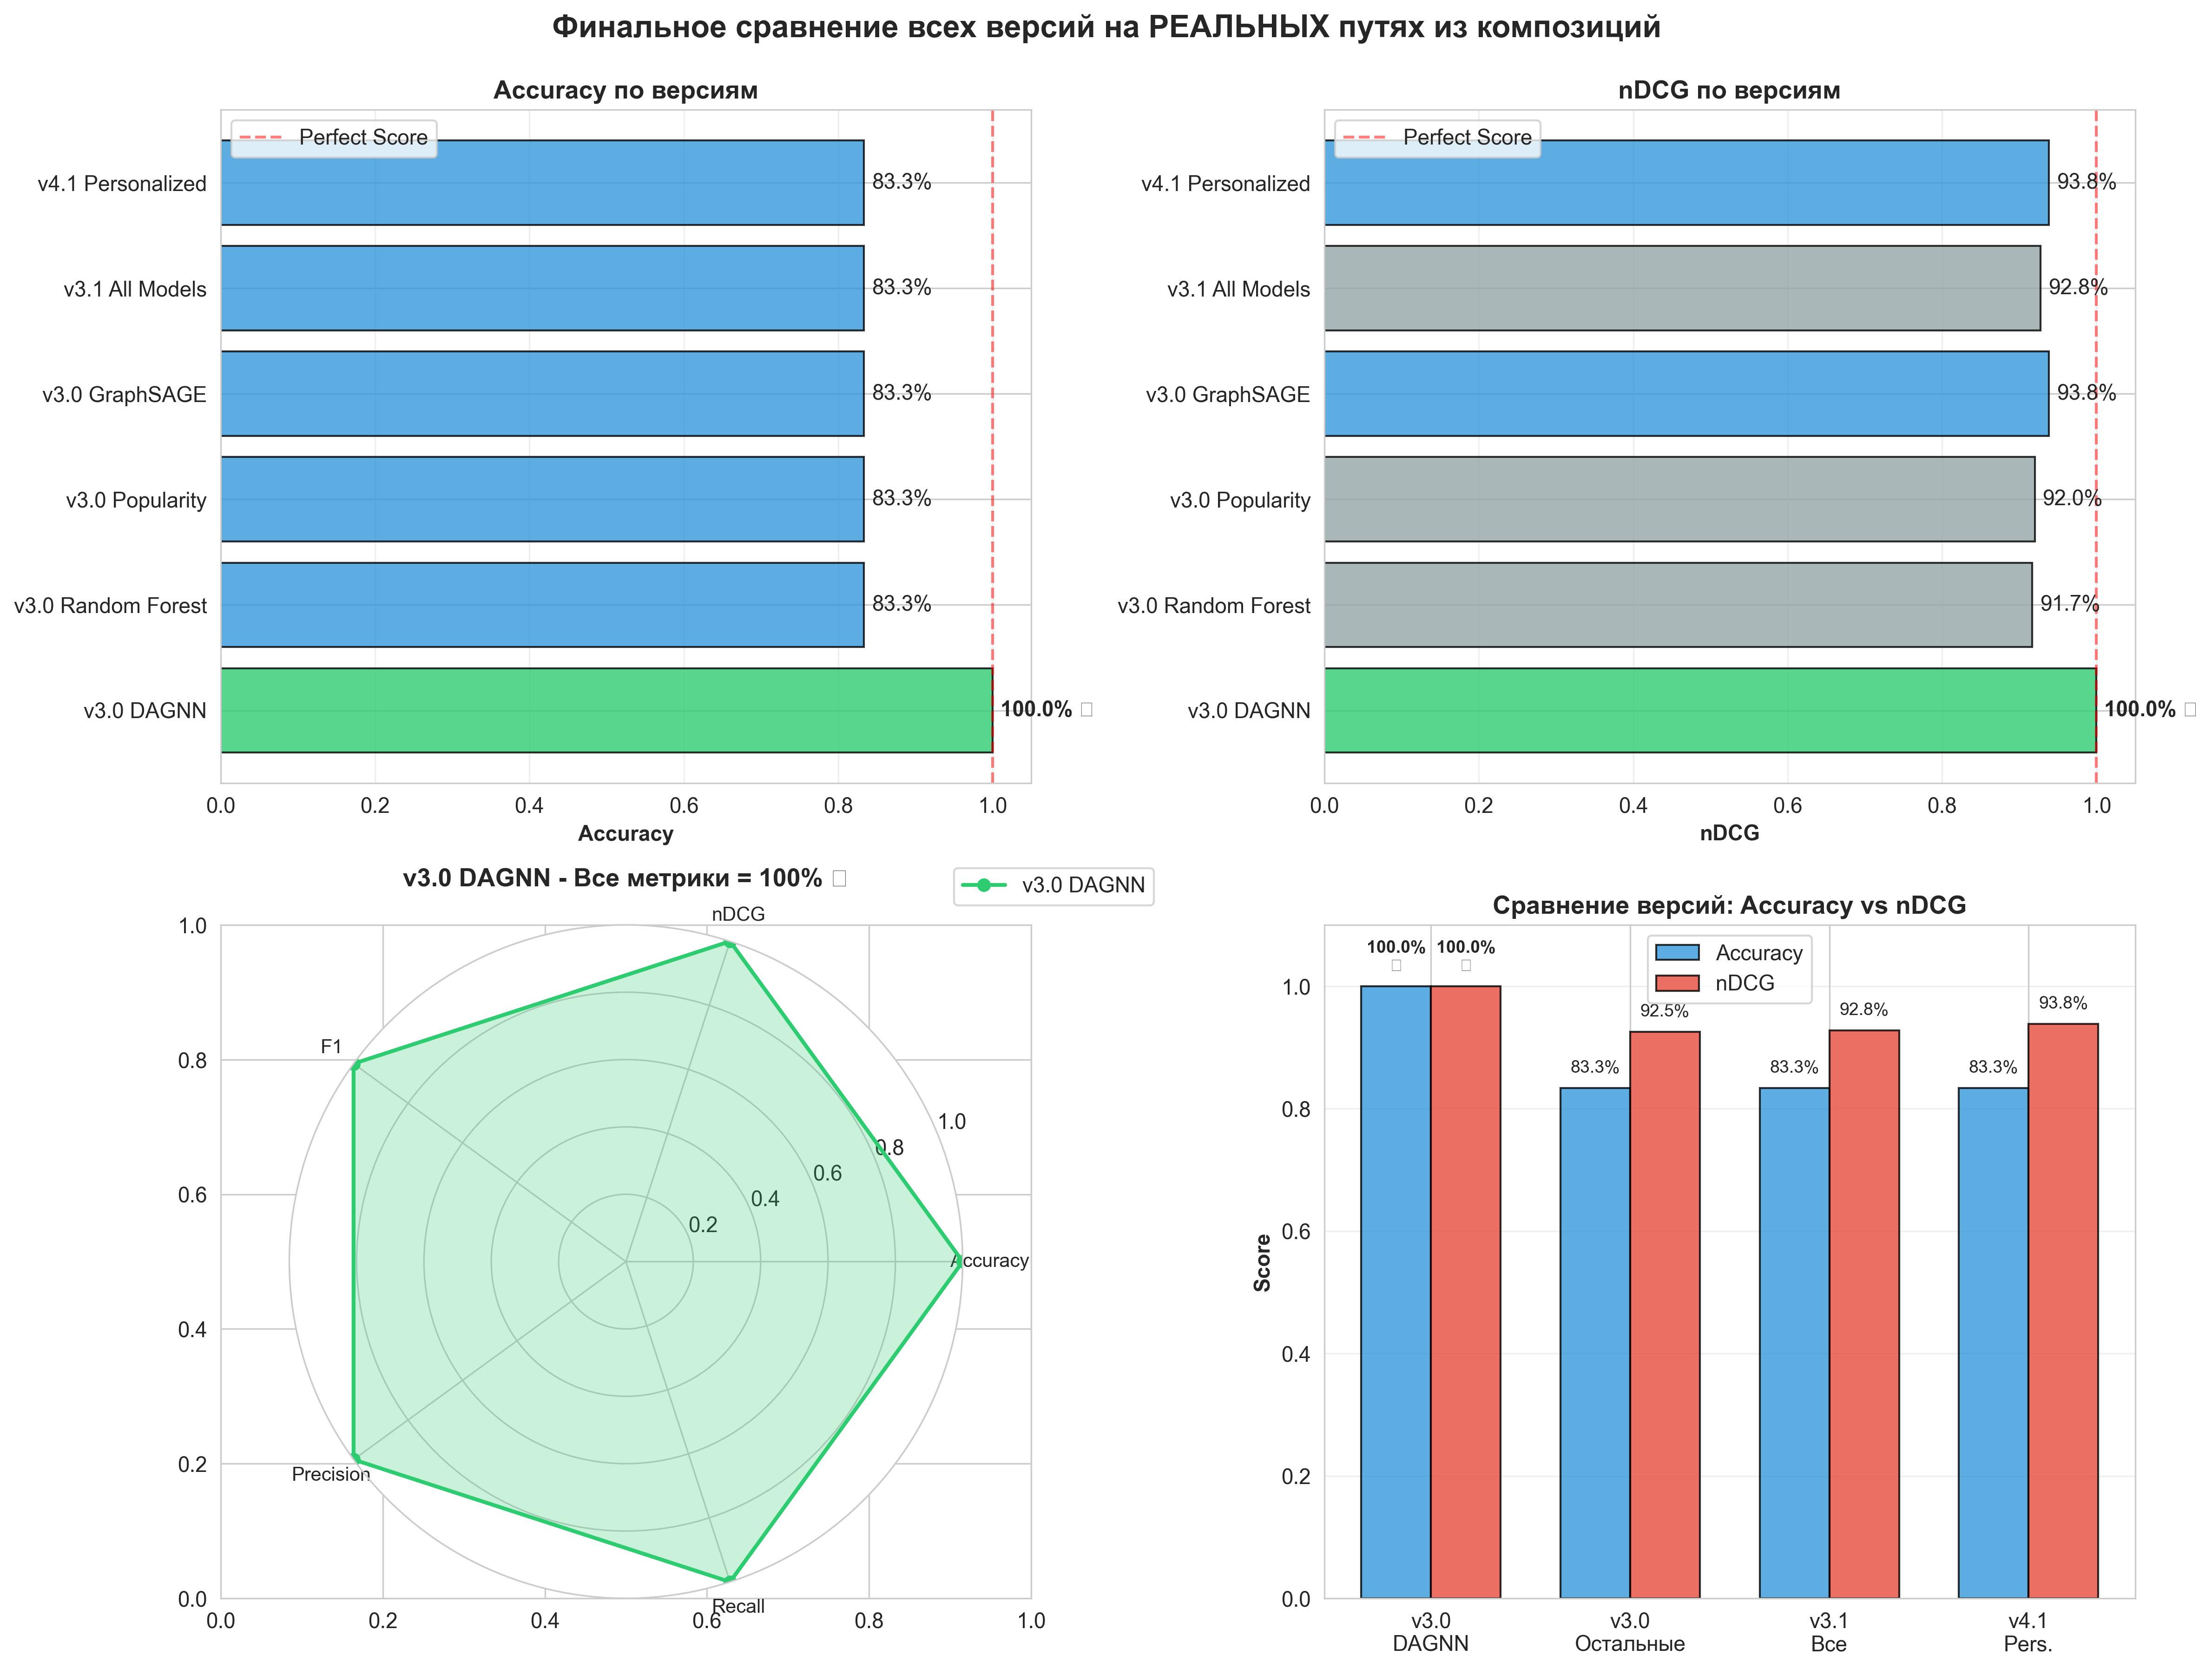 Финальное сравнение всех версий на РЕАЛЬНЫХ путях из композиций
Accuracy по версиям
Perfect Score
v4.1 Personalized
83.3%
v3.1 All Models
83.3%
v3.0 GraphSAGE
83.3%
v3.0 Popularity
83.3%
v3.0 Random Forest
83.3%
v3.0 DAGNN
100.0%
0.0 0.2 0.4 0.6 0.8 1.0
Accuracy
nDCG по версиям
Perfect Score
v4.1 Personalized
93.8%
v3.1 All Models
92.8%
v3.0 GraphSAGE
93.8%
v3.0 Popularity
92.0%
v3.0 Random Forest
91.7%
v3.0 DAGNN
100.0%
0.0 0.2 0.4 0.6 0.8 1.0
nDCG
v3.0 DAGNN - Все метрики = 100%
v3.0 DAGNN
nDCG
F1
Accuracy
Precision
Recall
1.0
0.8
0.6
0.4
0.2
1.0
0.8
0.6
0.4
0.2
0.0
0.0 0.2 0.4 0.6 0.8 1.0
Сравнение версий: Accuracy vs nDCG
Accuracy
nDCG
100.0% 100.0%
83.3% 92.5%
83.3% 92.8%
83.3% 93.8%
Score
1.0
0.8
0.6
0.4
0.2
0.0
v3.0
DAGNN
v3.0
Остальные
v3.1
Все
v4.1
Pers.